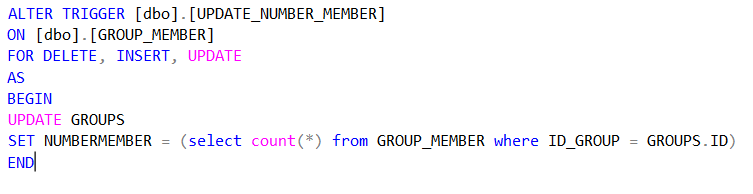 ALTER TRIGGER [dbo].[UPDATE_NUMBER_MEMBER]
ON [dbo].[GROUP_MEMBER]
FOR DELETE, INSERT, UPDATE
AS
BEGIN
UPDATE GROUPS
SET NUMBERMEMBER = (select count(*) from GROUP_MEMBER where ID_GROUP = GROUPS.ID)
END